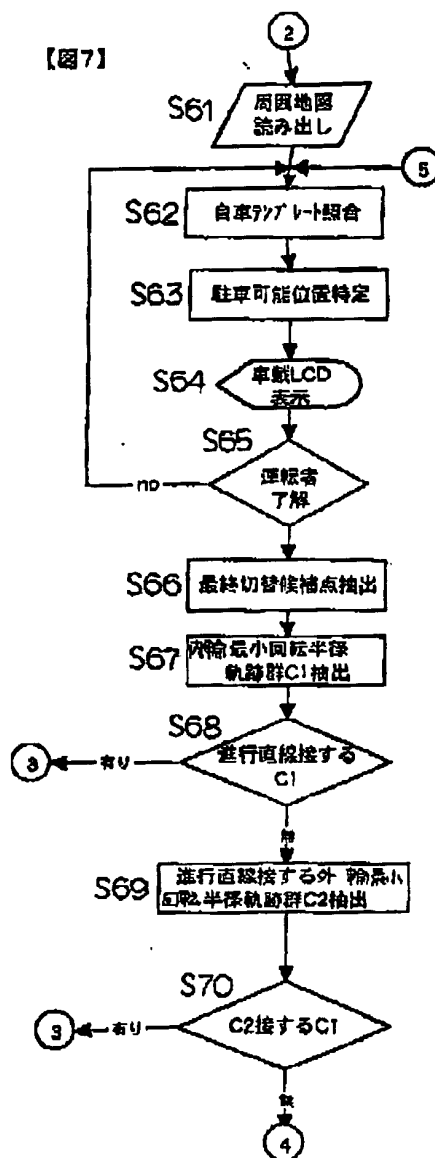 【図7】
2
S61
周囲地図
読み出し
5
S62
自車テンプレート照合
S63
駐車可能位置特定
S64
車載LCD
表示
S65
運転者
了解
no
S66
最終切替候補点抽出
S67
内輪最小回転半径
軌跡群C1抽出
S68
進行直線接する
C1
有り
3
無
S69
進行直線接する外輪最小
回転半径軌跡群C2抽出
S70
C2接するC1
有り
3
無
4